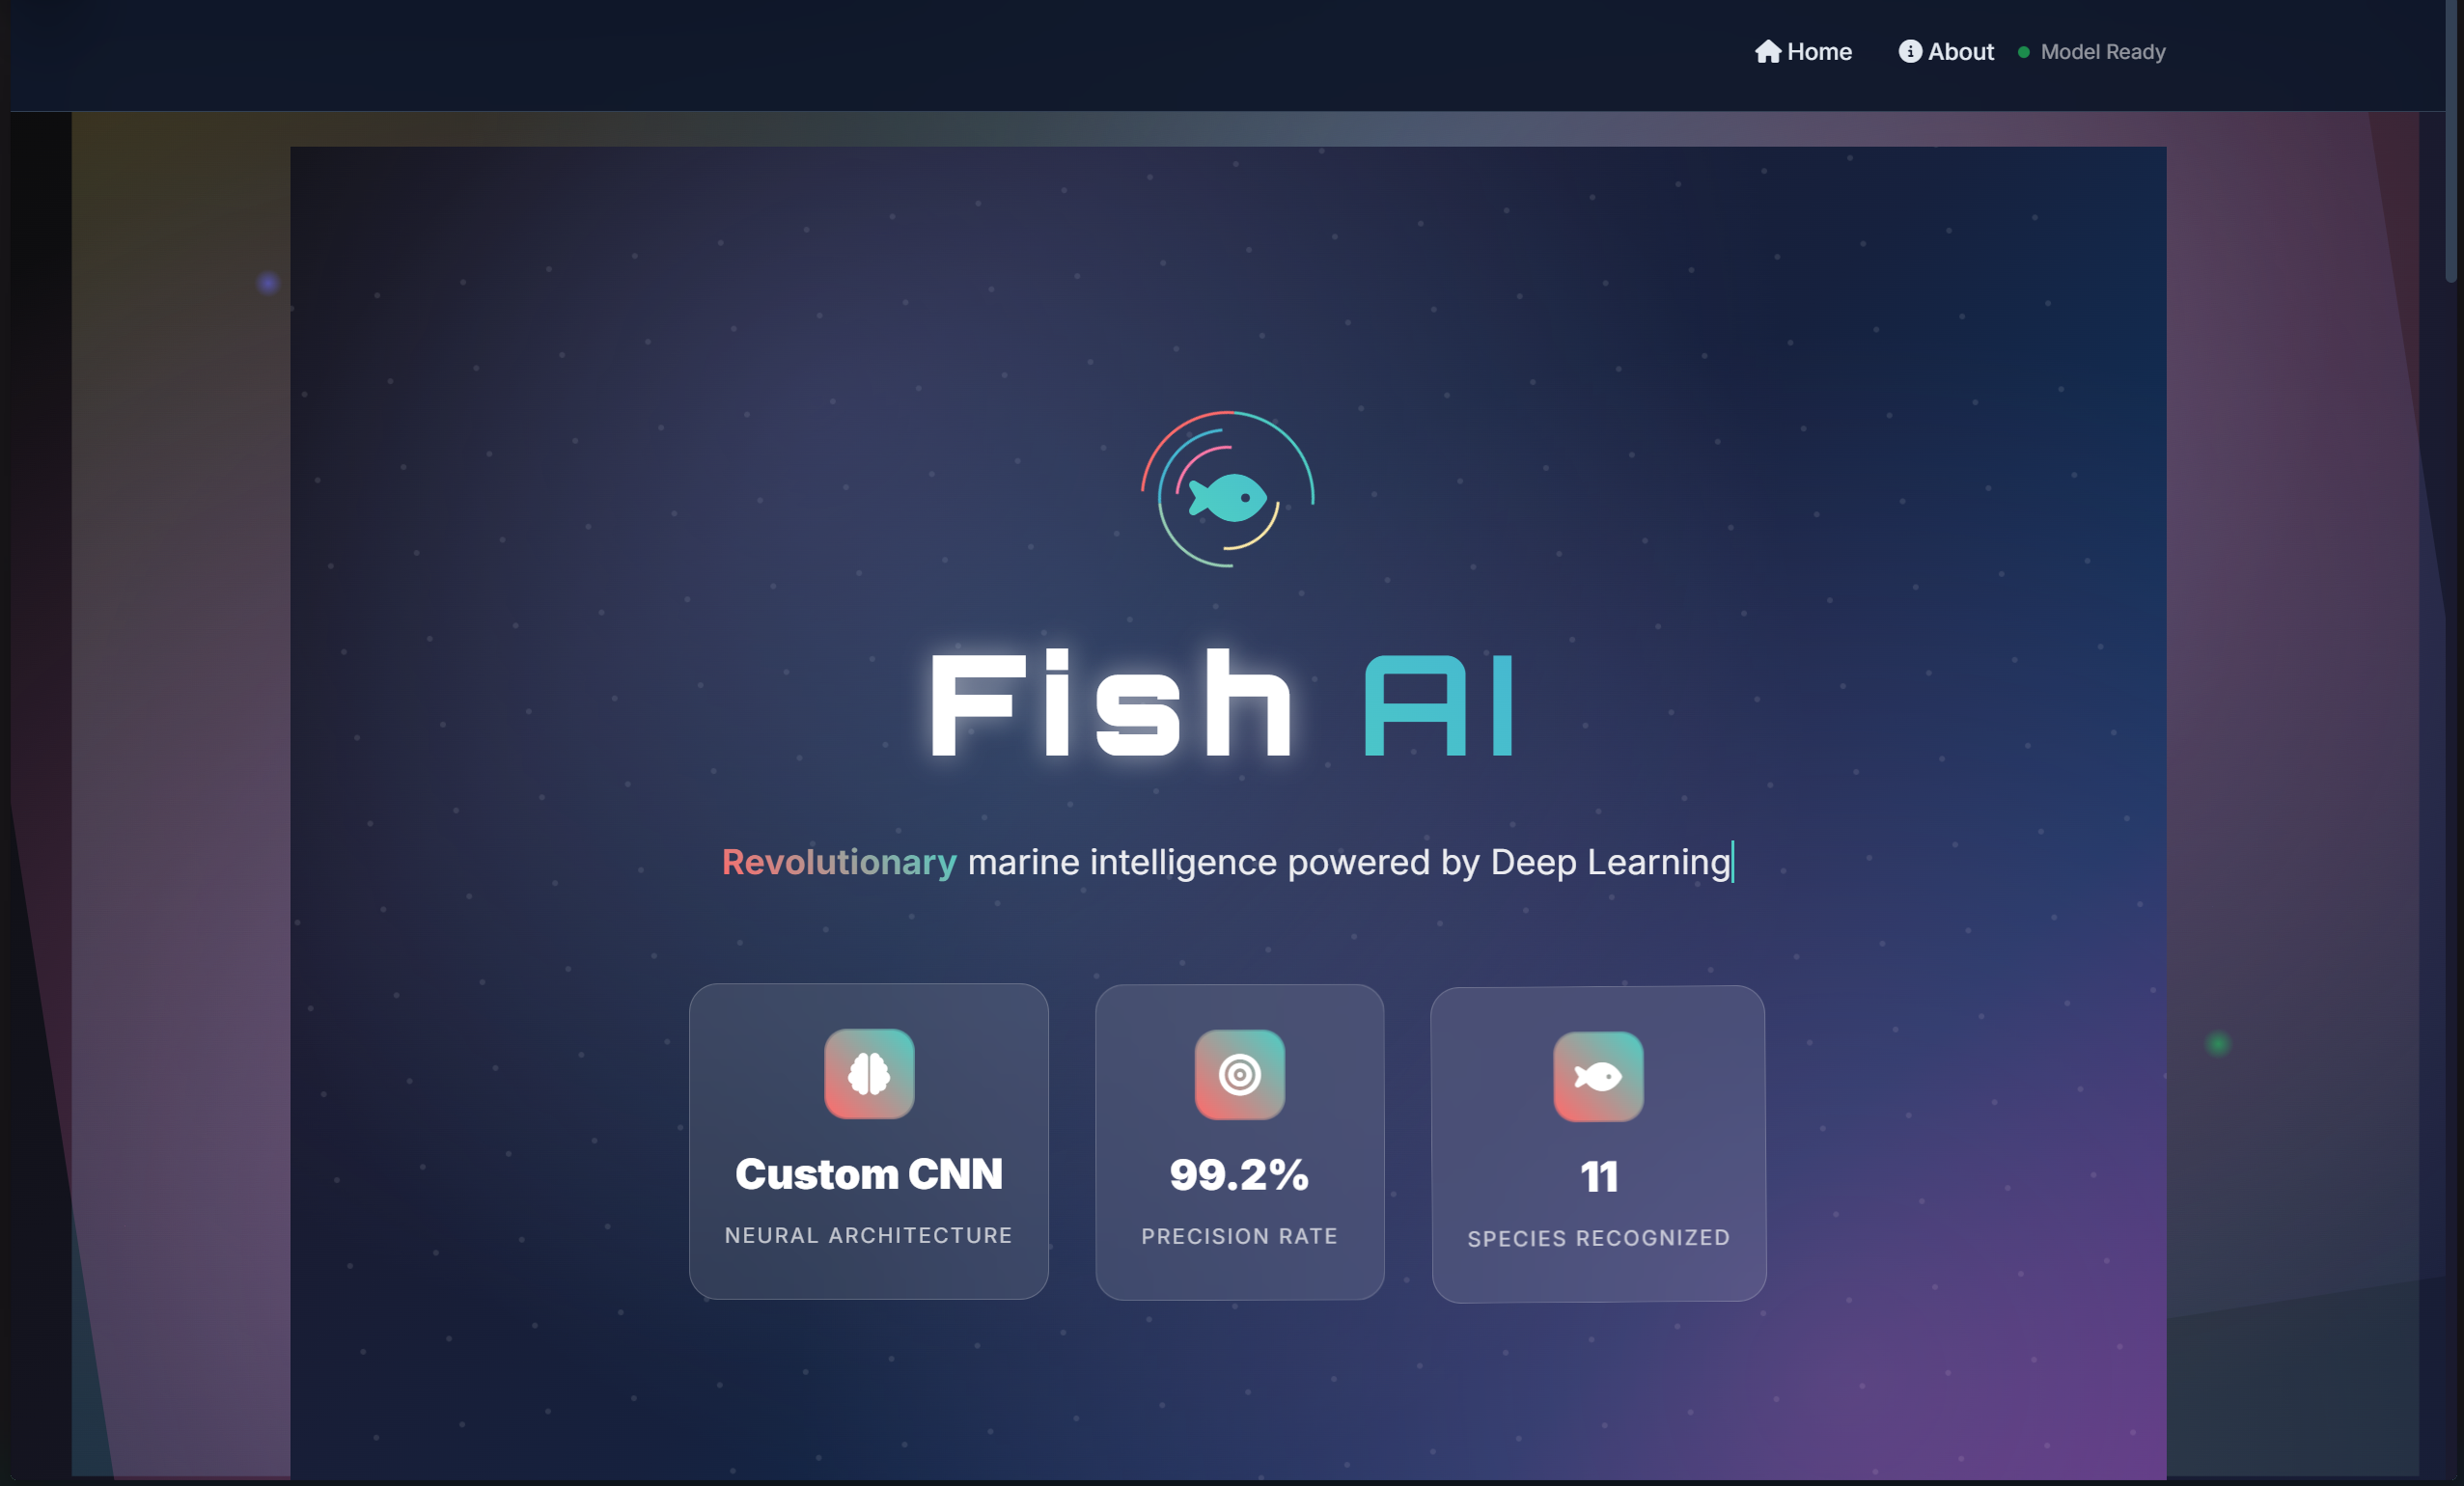 Home About Model Ready
Fish AI
Revolutionary marine intelligence powered by Deep Learning
Custom CNN
NEURAL ARCHITECTURE
99.2%
PRECISION RATE
11
SPECIES RECOGNIZED